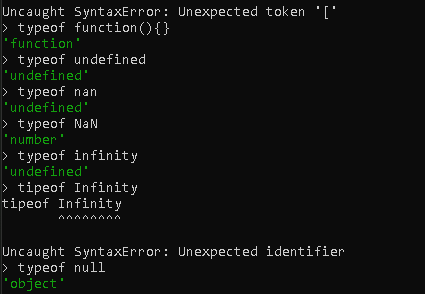 Uncaught SyntaxError: Unexpected token '['
> typeof function(){}
'function'
> typeof undefined
'undefined'
> typeof nan
'undefined'
> typeof NaN
'number'
> typeof infinity
'undefined'
> tipeof Infinity
tipeof Infinity
       ^^^^^^^^
Uncaught SyntaxError: Unexpected identifier
> typeof null
'object'